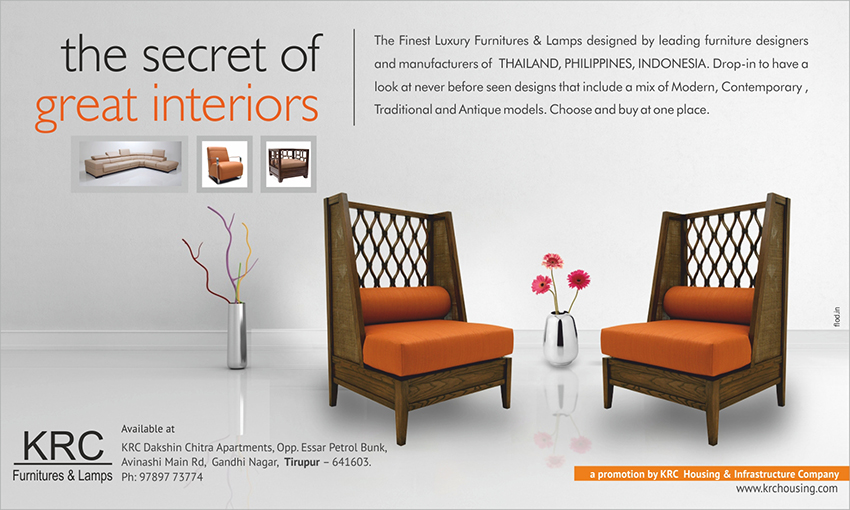 the secret of
great interiors
The Finest Luxury Furnitures & Lamps designed by leading furniture designers
and manufacturers of THAILAND, PHILIPPINES, INDONESIA. Drop-in to have a
look at never before seen designs that include a mix of Modern, Contemporary ,
Traditional and Antique models. Choose and buy at one place.
flod.in
KRC
Furnitures & Lamps
Available at
KRC Dakshin Chitra Apartments, Opp. Essar Petrol Bunk,
Avinashi Main Rd, Gandhi Nagar, Tirupur – 641603.
Ph: 97897 73774
a promotion by KRC Housing & Infrastructure Company
www.krchousing.com